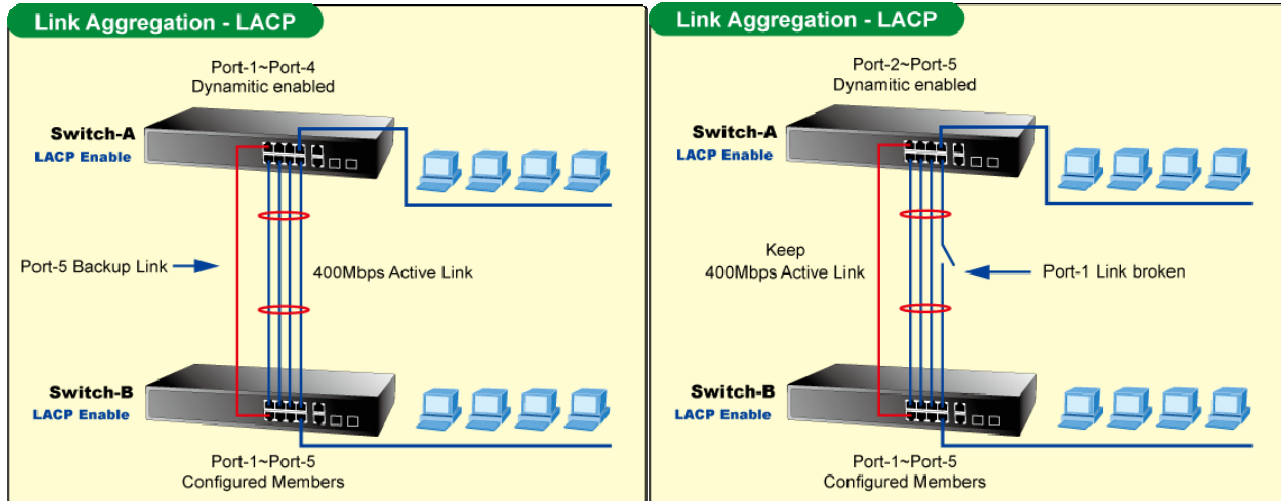 Link Aggregation - LACP
Port-1~Port-4
Dynamitic enabled
Switch-A
LACP Enable
Port-5 Backup Link
400Mbps Active Link
Switch-B
LACP Enable
Port-1~Port-5
Configured Members
Link Aggregation - LACP
Port-2~Port-5
Dynamitic enabled
Switch-A
LACP Enable
Keep
400Mbps Active Link
Port-1 Link broken
Switch-B
LACP Enable
Port-1~Port-5
Configured Members